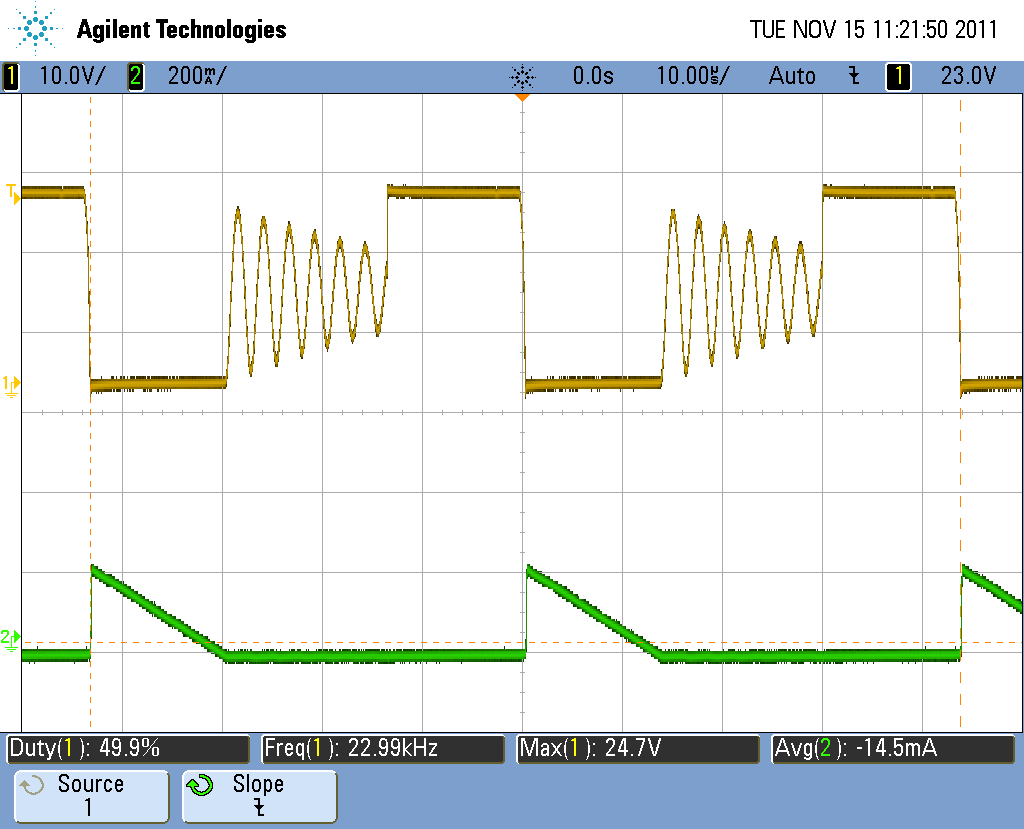 Agilent Technologies TUE NOV 15 11:21:50 2011
1 10.0V/ 2 200m/ 0.0s 10.00µs/ Auto 1 23.0V
T
1
2
Duty(1): 49.9% Freq(1): 22.99kHz Max(1): 24.7V Avg(2): -14.5mA
Source Slope
1